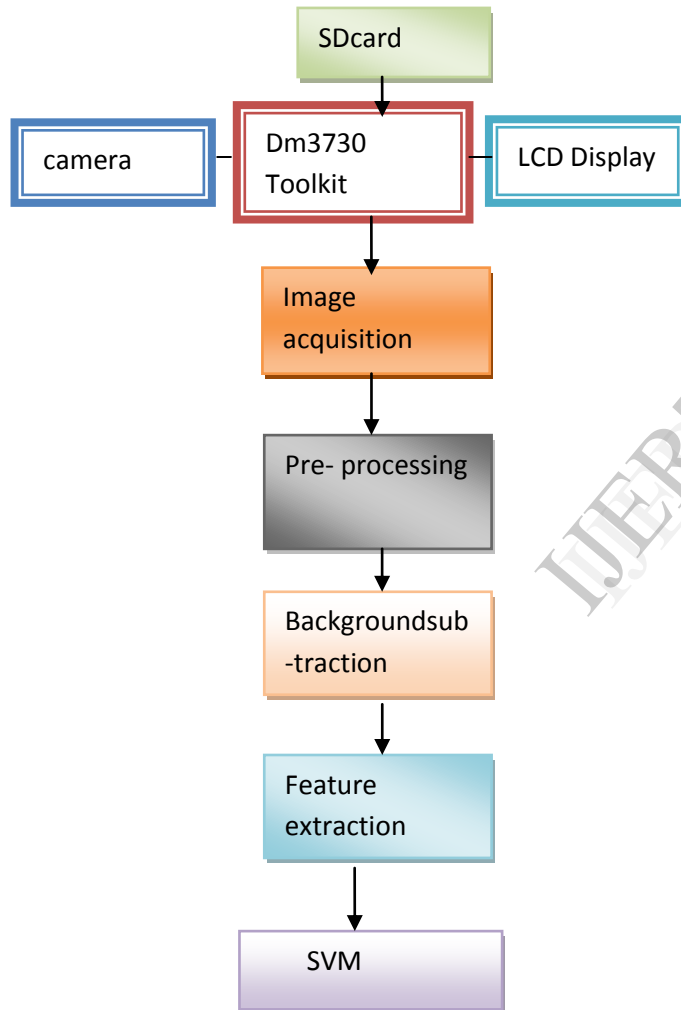 SDcard
camera
Dm3730
Toolkit
LCD Display
Image
acquisition
Pre- processing
Backgroundsub
-traction
Feature
extraction
SVM